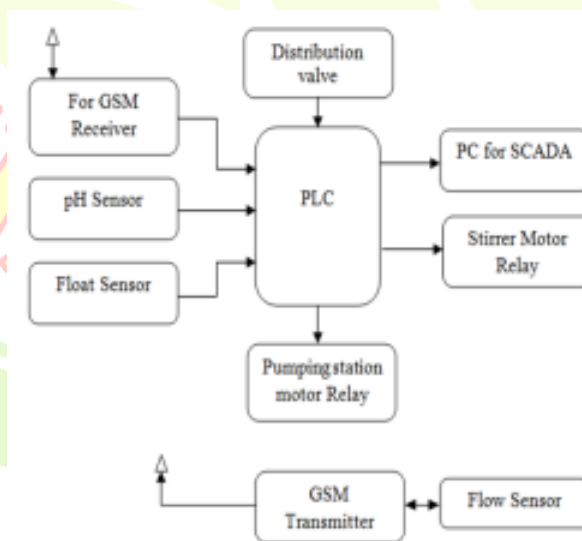 Distribution
valve
For GSM
Receiver
PC for SCADA
pH Sensor
PLC
Stirrer Motor
Relay
Float Sensor
Pumping station
motor Relay
GSM
Transmitter
Flow Sensor